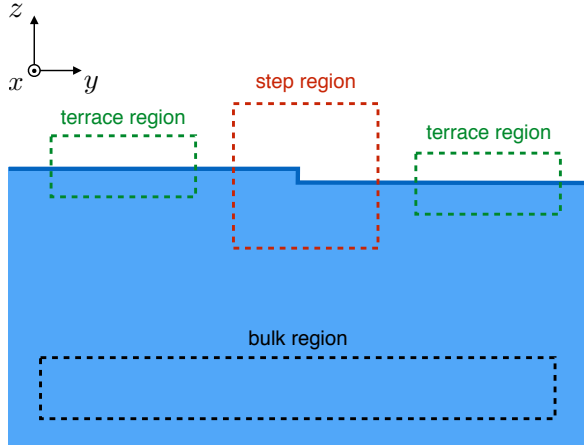 z
x
y
step region
terrace region
terrace region
bulk region